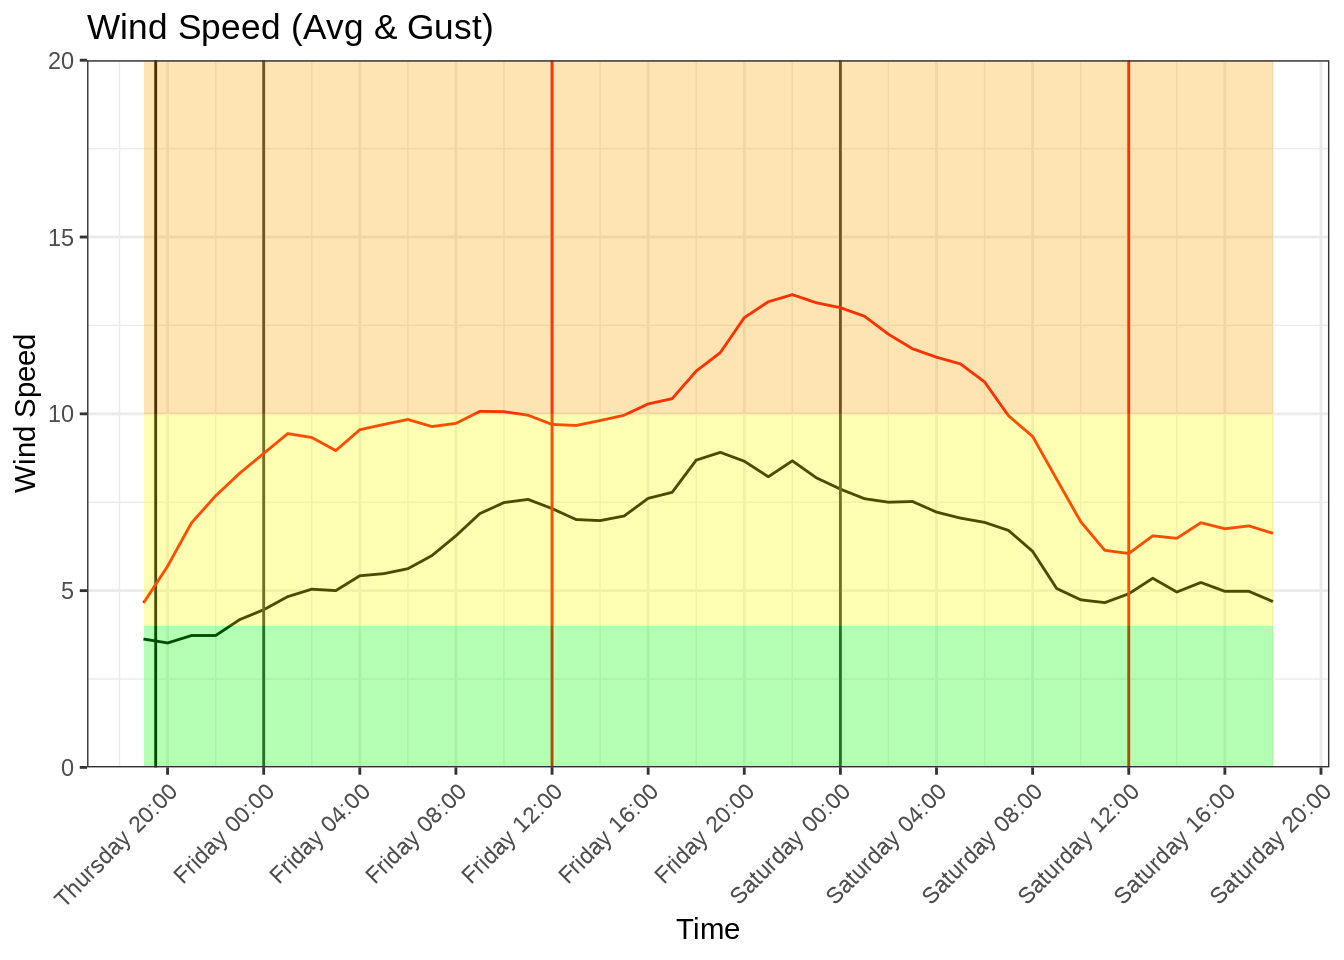 Wind Speed (Avg & Gust)
20
15
10
5
0
Wind Speed
Thursday 20:00
Friday 00:00
Friday 04:00
Friday 08:00
Friday 12:00
Friday 16:00
Friday 20:00
Saturday 00:00
Saturday 04:00
Saturday 08:00
Saturday 12:00
Saturday 16:00
Saturday 20:00
Time